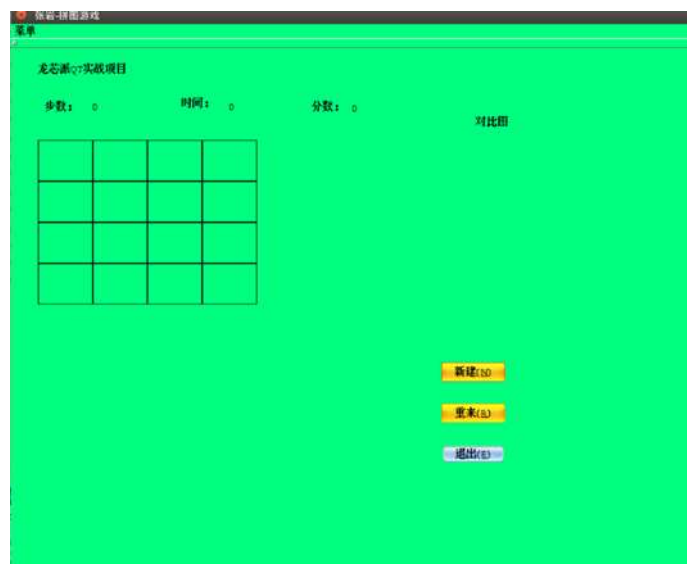 张岩-拼图游戏
菜单
龙芯派QT实战项目
步数： 0
时间： 0
分数： 0
对比图
新建(N)
重来(R)
退出(E)